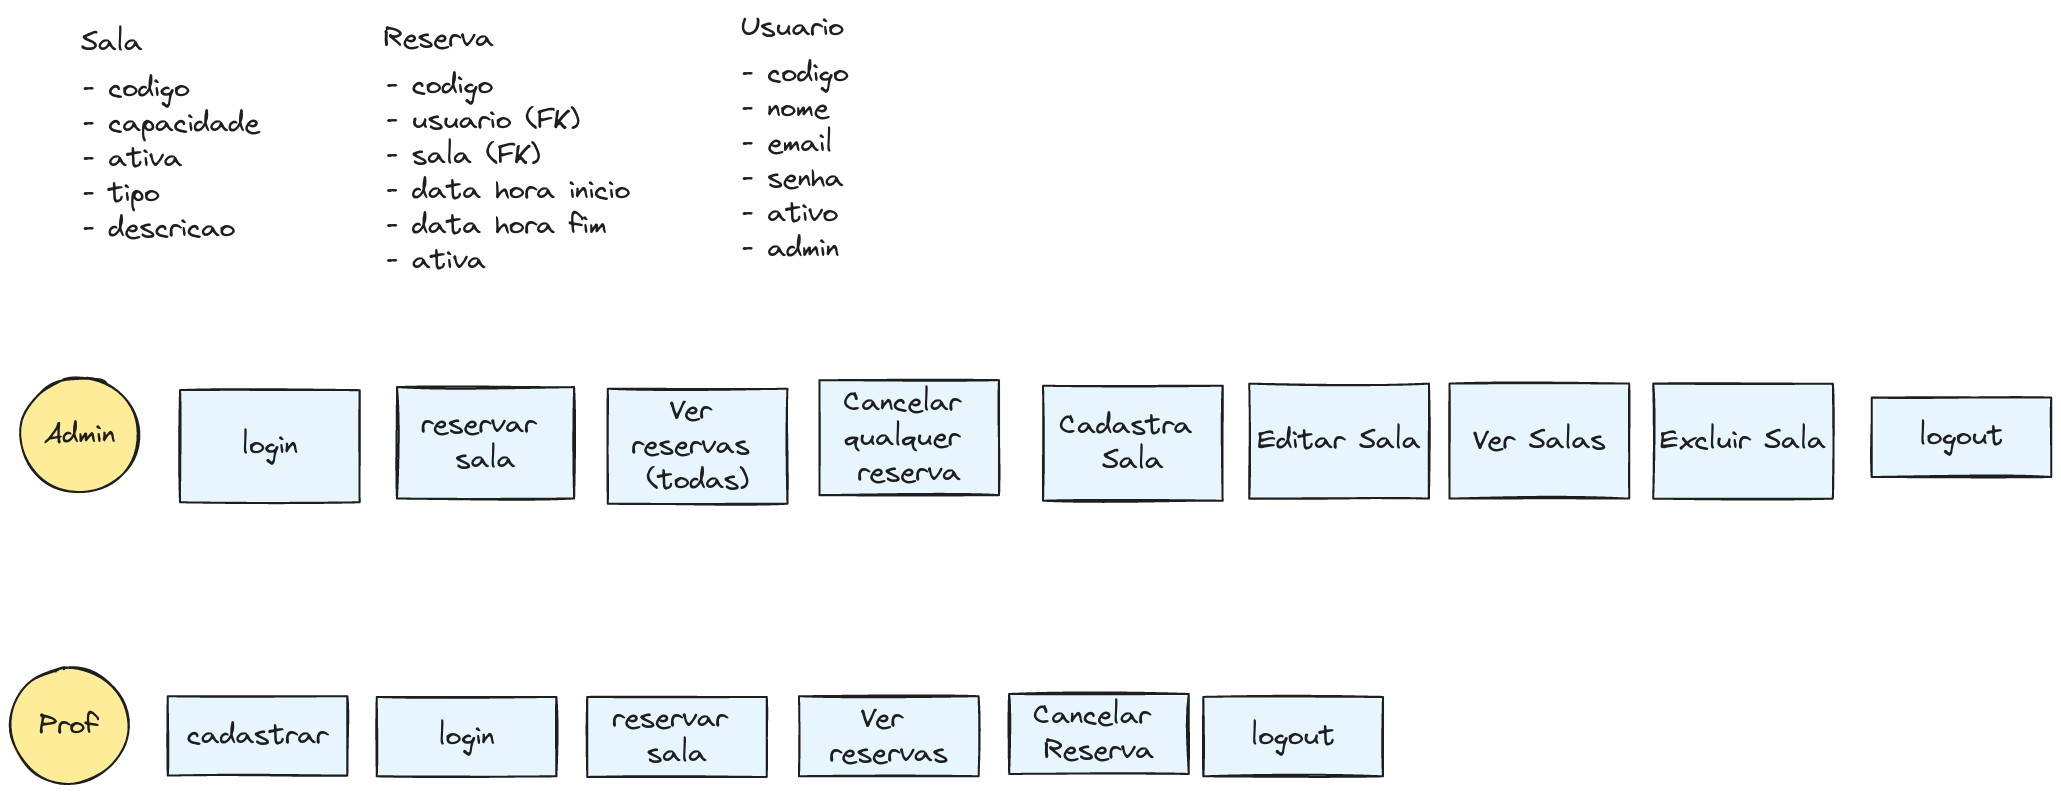 Sala
- codigo
- capacidade
- ativa
- tipo
- descricao
Reserva
- codigo
- usuario (FK)
- sala (FK)
- data hora inicio
- data hora fim
- ativa
Usuario
- codigo
- nome
- email
- senha
- ativo
- admin
Admin
login
reservar
sala
Ver
reservas
(todas)
Cancelar
qualquer
reserva
Cadastra
Sala
Editar Sala
Ver Salas
Excluir Sala
logout
Prof
cadastrar
login
reservar
sala
Ver
reservas
Cancelar
Reserva
logout